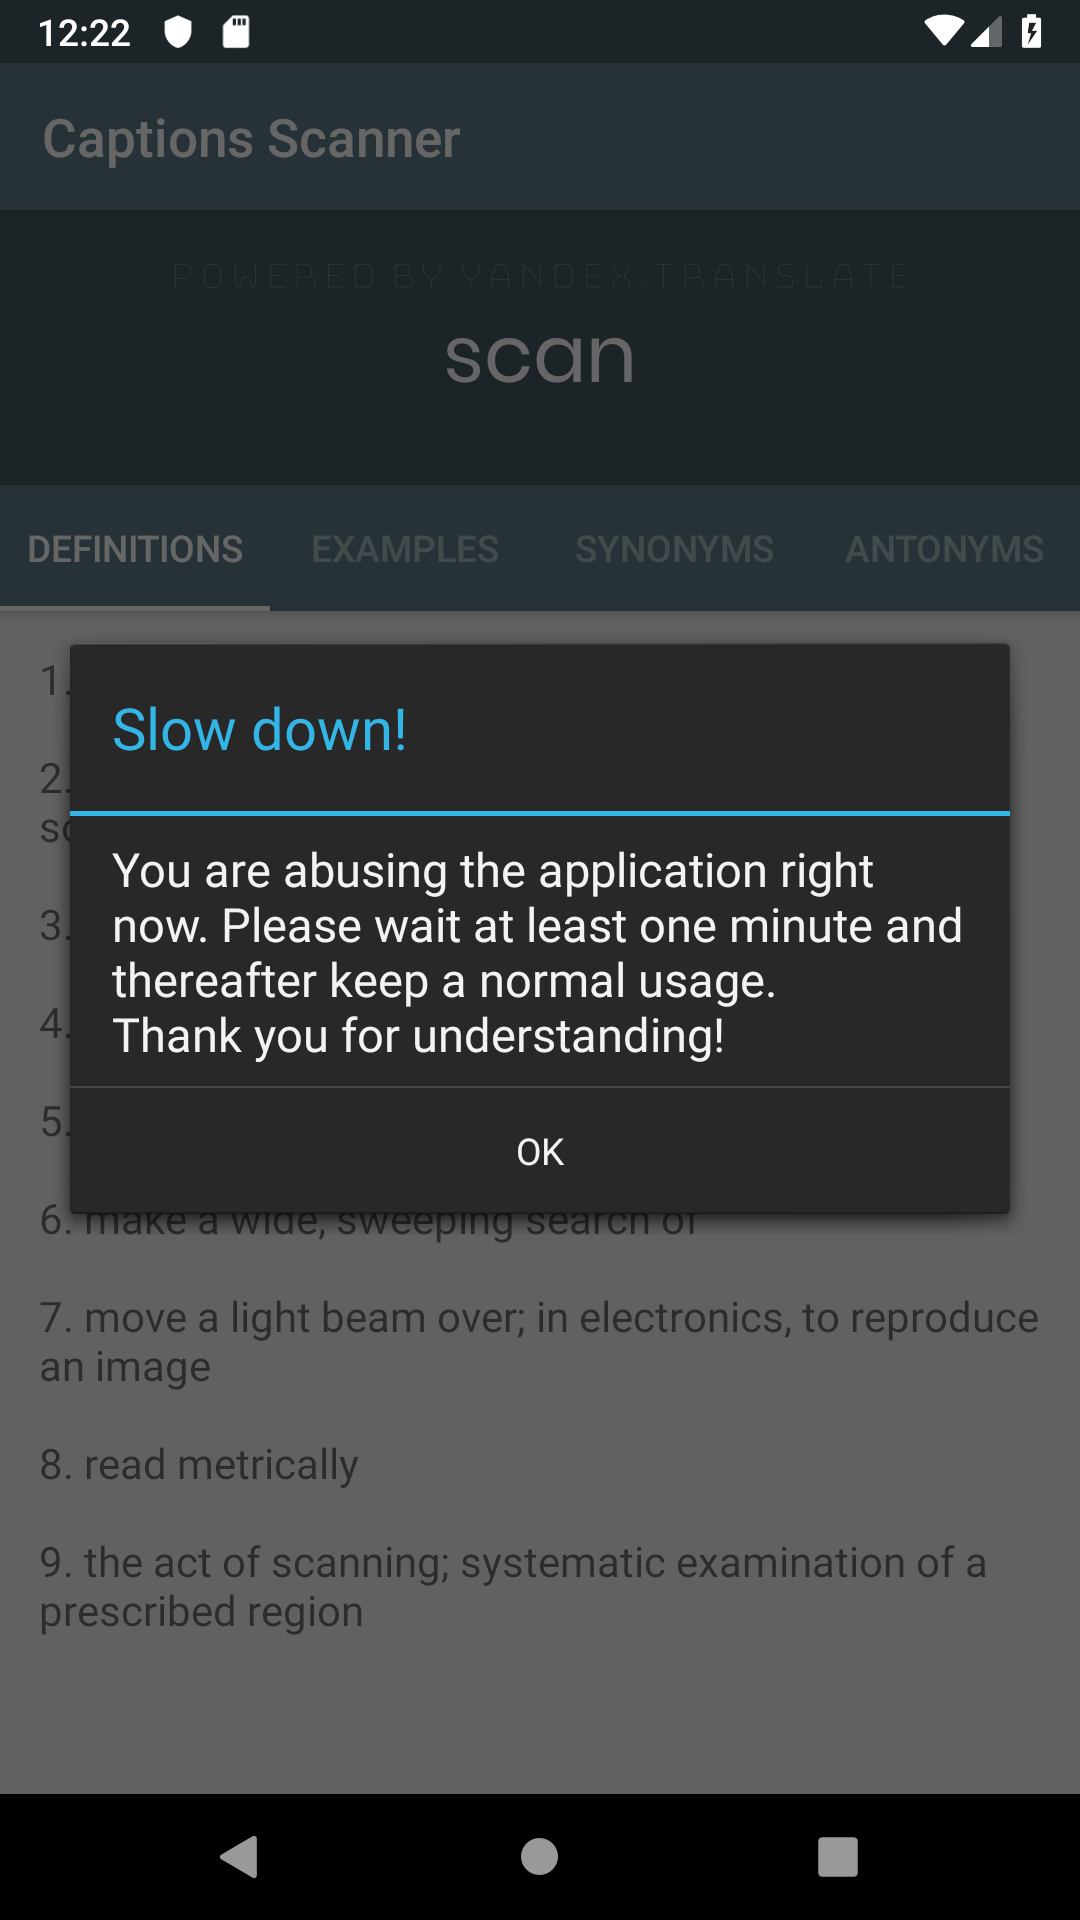 12:22
Captions Scanner
POWERED BY YANDEX.TRANSLATE
scan
DEFINITIONS EXAMPLES SYNONYMS ANTONYMS
1.
Slow down!
2.
You are abusing the application right
3.
now. Please wait at least one minute and
thereafter keep a normal usage.
4.
Thank you for understanding!
5.
OK
6. make a wide, sweeping search of
7. move a light beam over; in electronics, to reproduce
an image
8. read metrically
9. the act of scanning; systematic examination of a
prescribed region